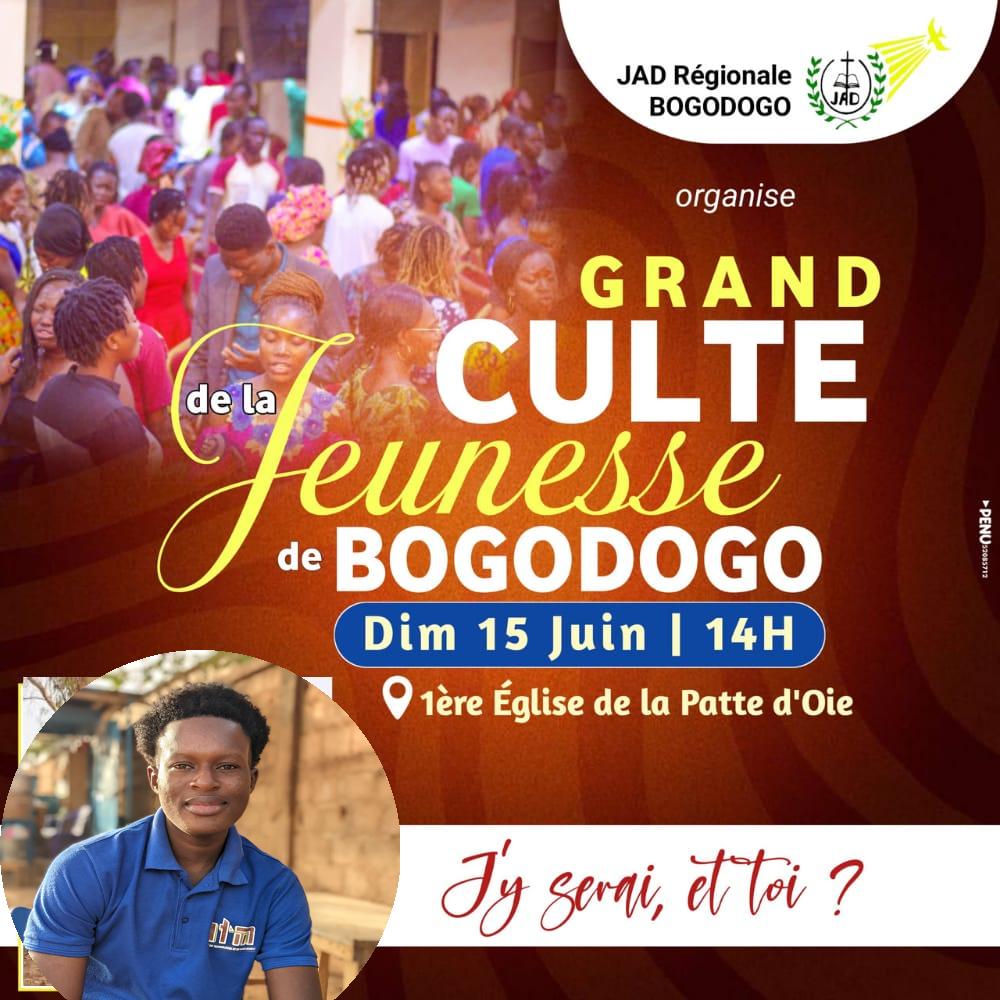 JAD Régionale
BOGODOGO
JAD
organise
GRAND
CULTE
de la
Jeunesse
de BOGODOGO
Dim 15 Juin | 14H
1ère Église de la Patte d'Oie
PENU
J'y serai, et toi ?